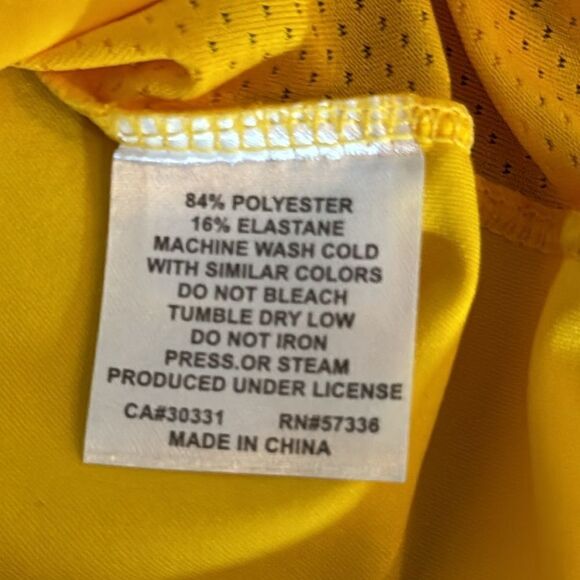 84% POLYESTER
16% ELASTANE
MACHINE WASH COLD
WITH SIMILAR COLORS
DO NOT BLEACH
TUMBLE DRY LOW
DO NOT IRON
PRESS.OR STEAM
PRODUCED UNDER LICENSE
CA#30331 RN#57336
MADE IN CHINA